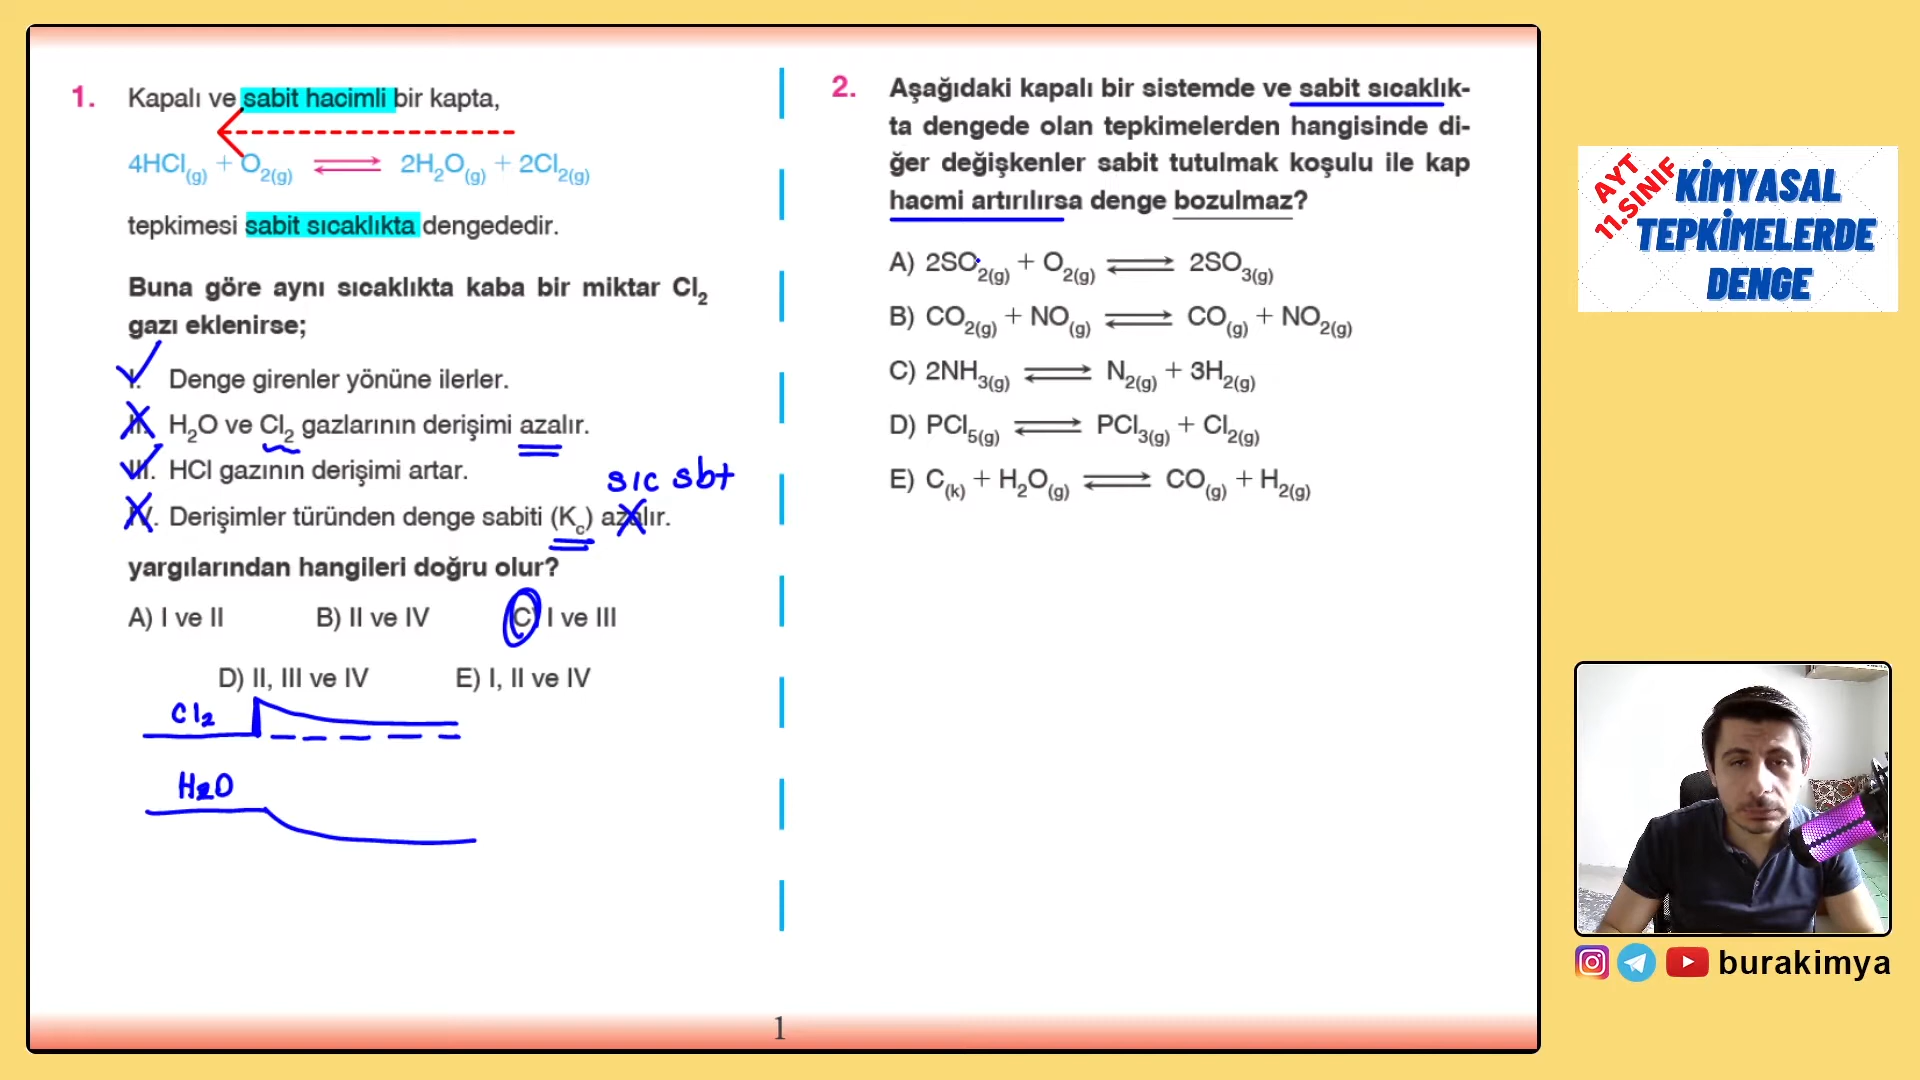 1. Kapalı ve sabit hacimli bir kapta,
4HCl(g) + O2(g) ⇌ 2H2O(g) + 2Cl2(g)
tepkimesi sabit sıcaklıkta dengededir.
Buna göre aynı sıcaklıkta kaba bir miktar Cl2
gazı eklenirse;
I. Denge girenler yönüne ilerler.
II. H2O ve Cl2 gazlarının derişimi azalır.
III. HCl gazının derişimi artar.
sıc sbt
IV. Derişimler türünden denge sabiti (Kc) azalır.
yargılarından hangileri doğru olur?
A) I ve II B) II ve IV C) I ve III
D) II, III ve IV E) I, II ve IV
Cl2
H2O
2. Aşağıdaki kapalı bir sistemde ve sabit sıcaklık-
ta dengede olan tepkimelerden hangisinde di-
ğer değişkenler sabit tutulmak koşulu ile kap
hacmi artırılırsa denge bozulmaz?
A) 2SO2(g) + O2(g) ⇌ 2SO3(g)
B) CO2(g) + NO(g) ⇌ CO(g) + NO2(g)
C) 2NH3(g) ⇌ N2(g) + 3H2(g)
D) PCl5(g) ⇌ PCl3(g) + Cl2(g)
E) C(k) + H2O(g) ⇌ CO(g) + H2(g)
1
AYT
11.SINIF
KİMYASAL
TEPKİMELERDE
DENGE
burakimya